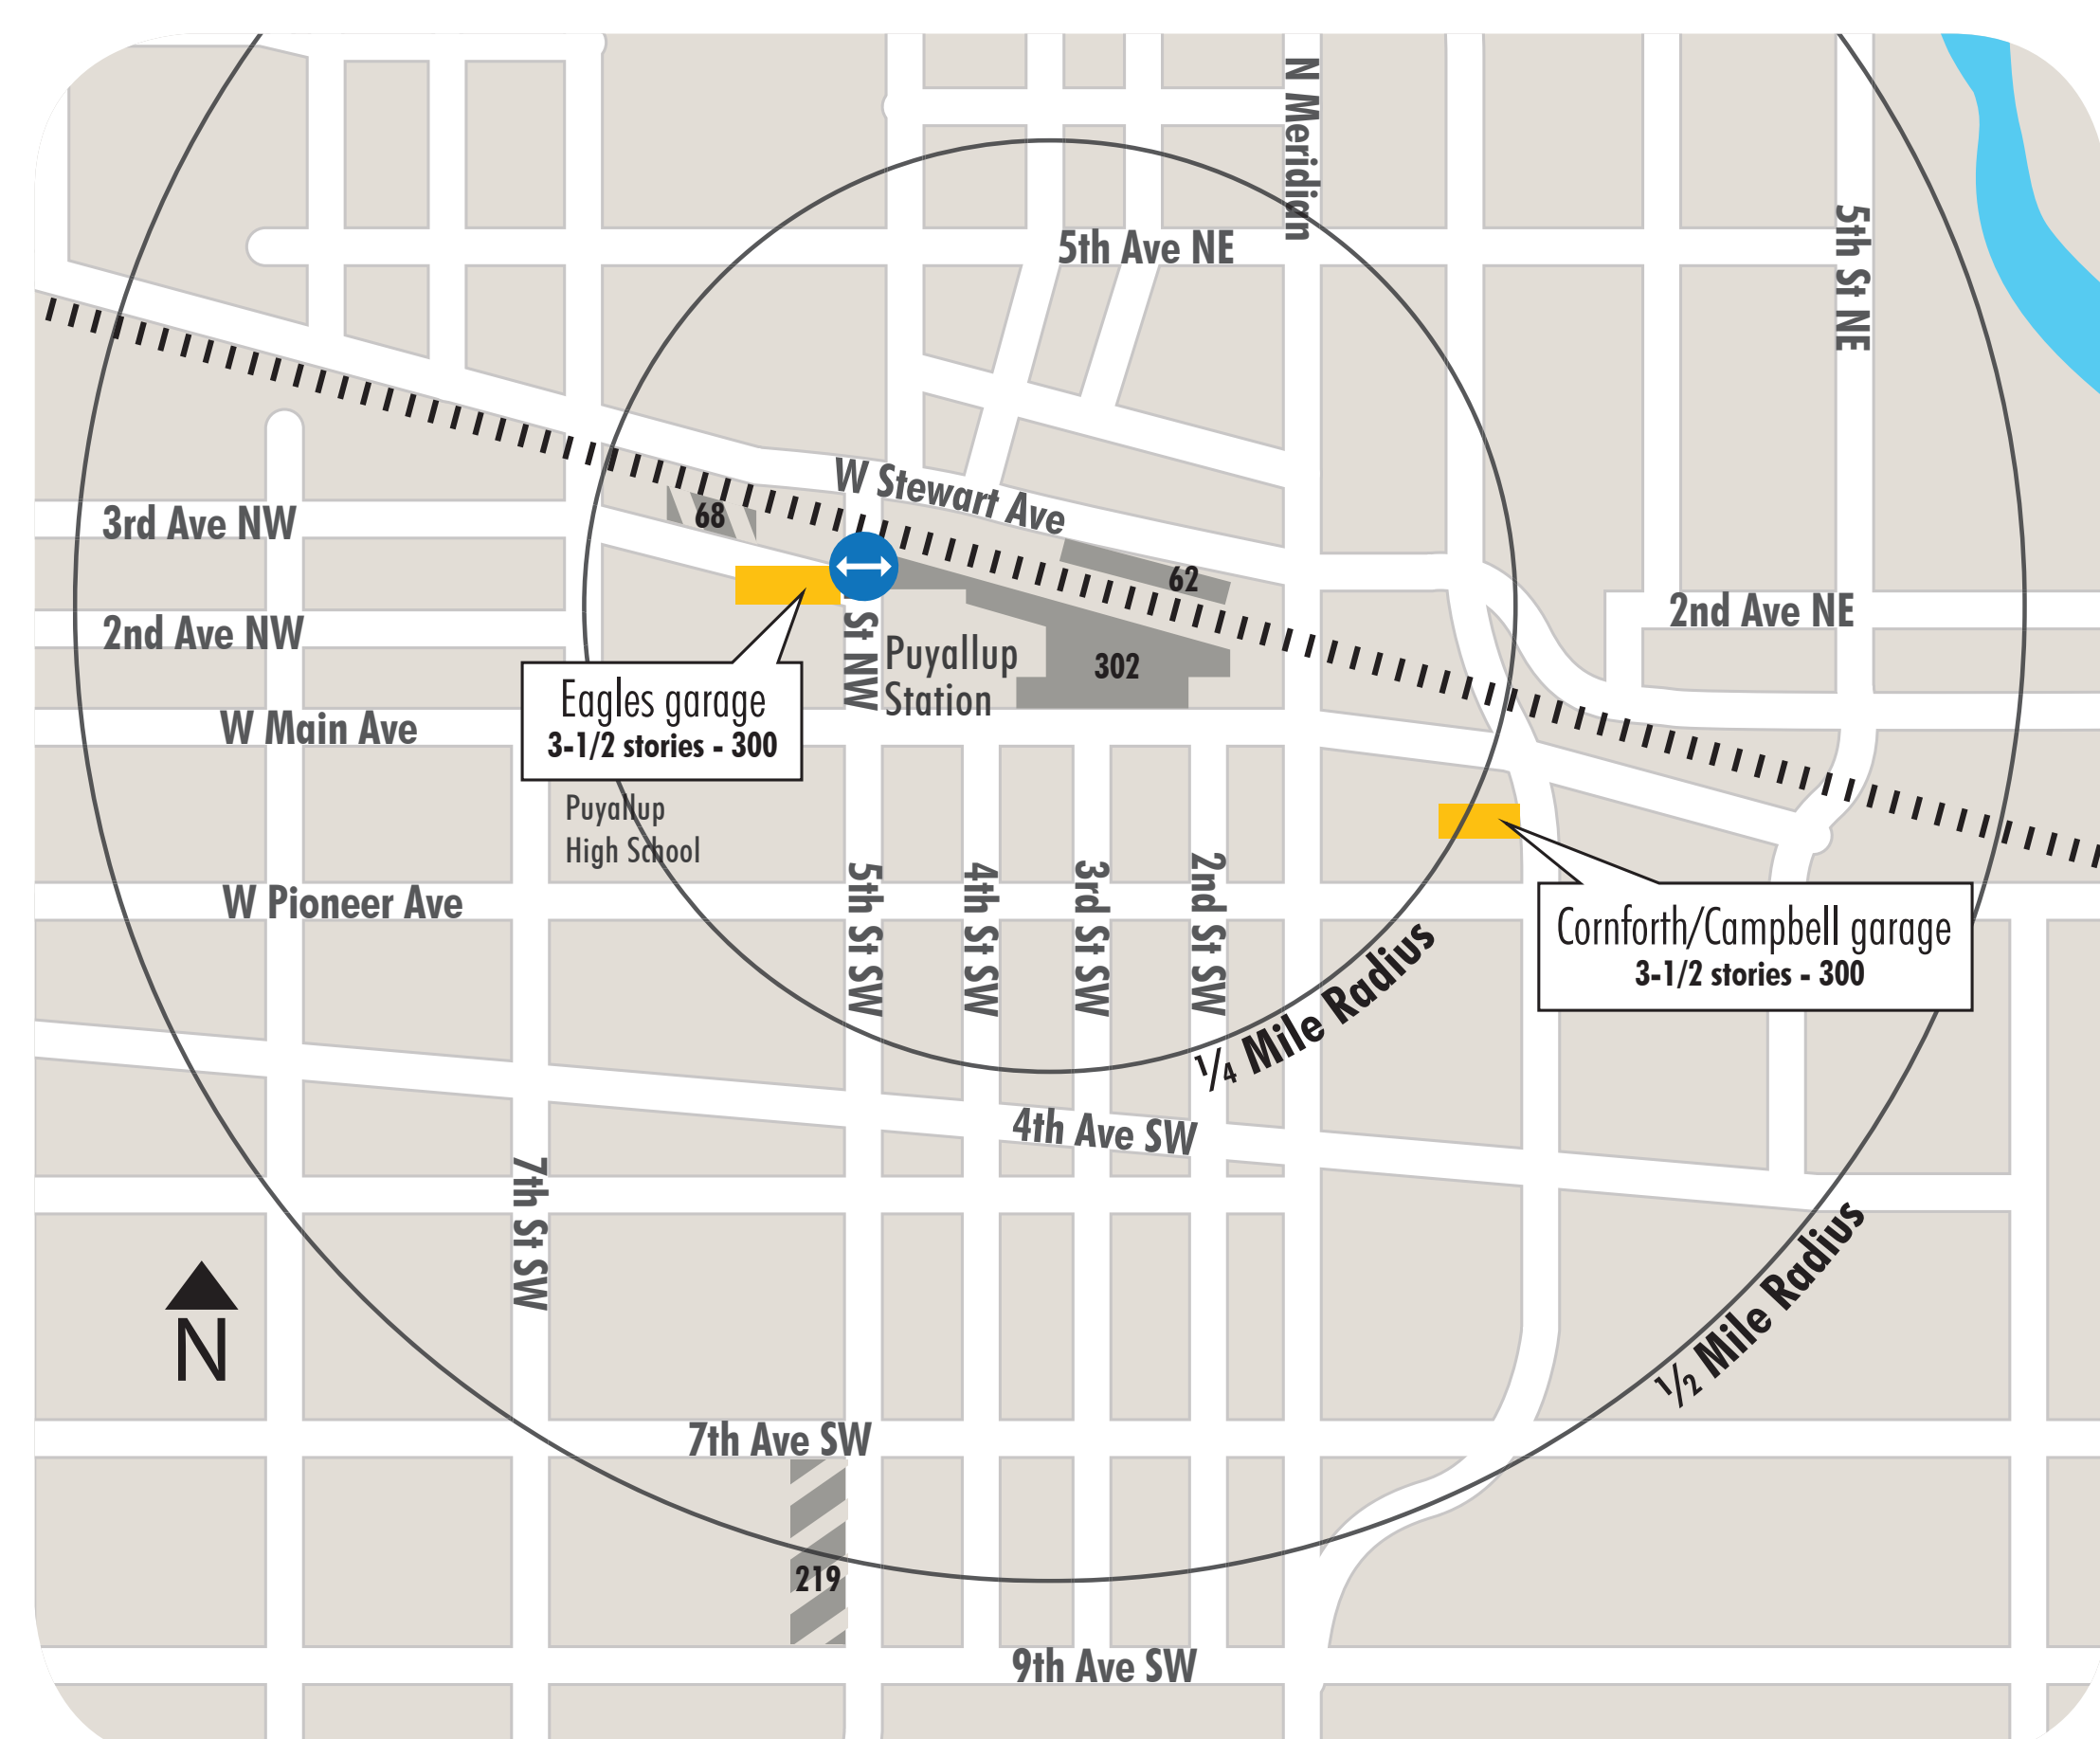 N Meridian
5th Ave NE
5th St NE
W Stewart Ave
3rd Ave NW
68
62
2nd Ave NE
2nd Ave NW
St NW
Puyallup
Station
302
Eagles garage
3-1/2 stories - 300
W Main Ave
Puyallup
High School
W Pioneer Ave
5th St SW
4th St SW
3rd St SW
2nd St SW
Cornforth/Campbell garage
3-1/2 stories - 300
1/4 Mile Radius
4th Ave SW
7th St SW
1/2 Mile Radius
N
7th Ave SW
219
9th Ave SW